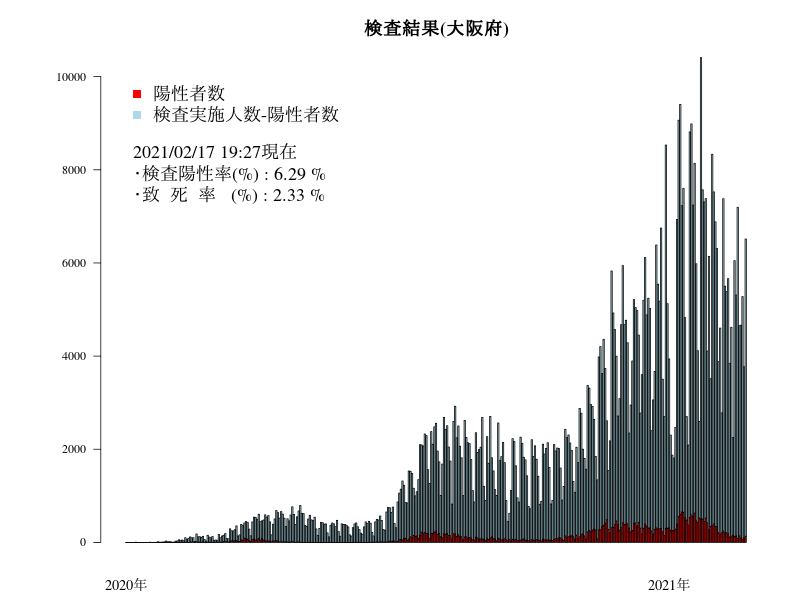 検査結果(大阪府)
10000
8000
6000
4000
2000
0
陽性者数
検査実施人数-陽性者数
2021/02/17 19:27現在
・検査陽性率(%) : 6.29 %
・致 死 率 (%) : 2.33 %
2020年
2021年